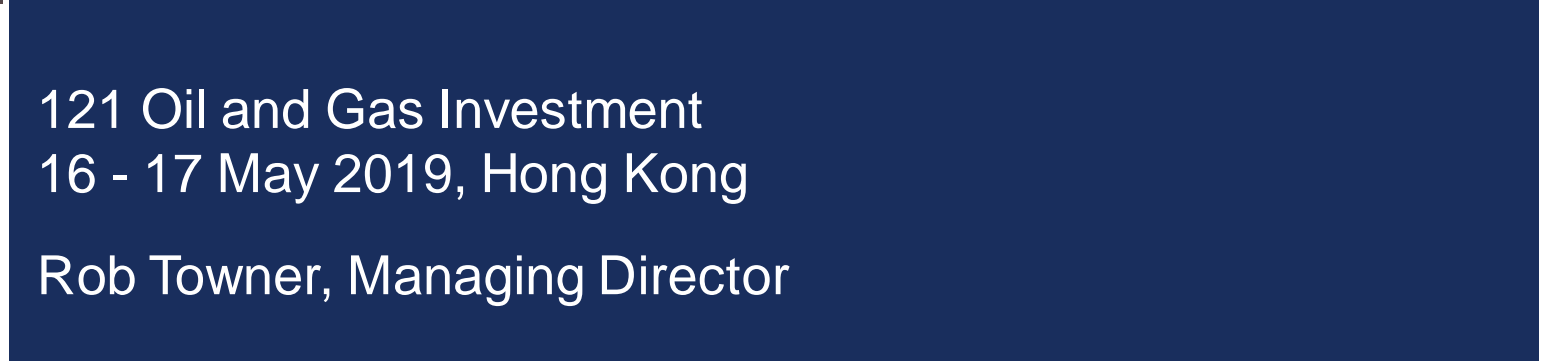 121 Oil and Gas Investment
16 - 17 May 2019, Hong Kong
Rob Towner, Managing Director